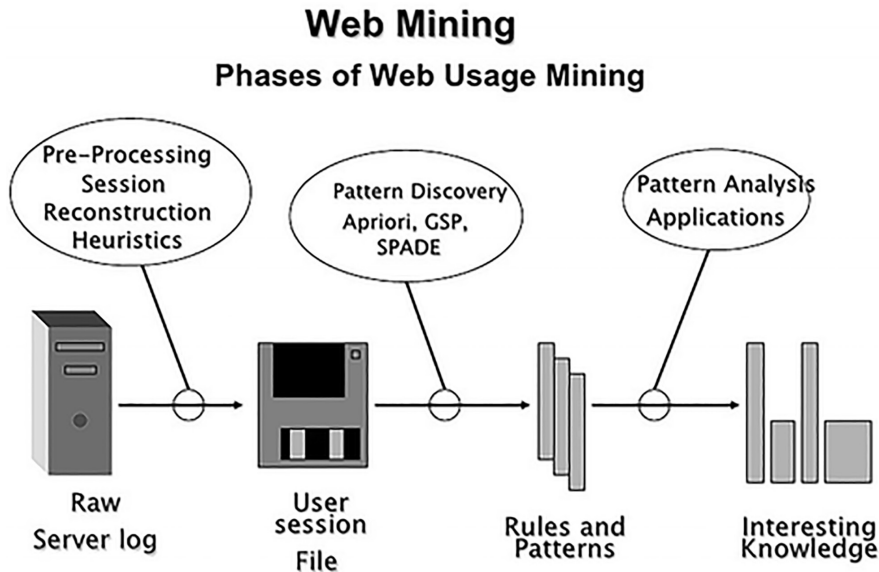 Web Mining
Phases of Web Usage Mining
Pre-Processing
Session
Reconstruction
Heuristics
Pattern Discovery
Apriori, GSP,
SPADE
Pattern Analysis
Applications
Raw
Server log
User
session
File
Rules and
Patterns
Interesting
Knowledge